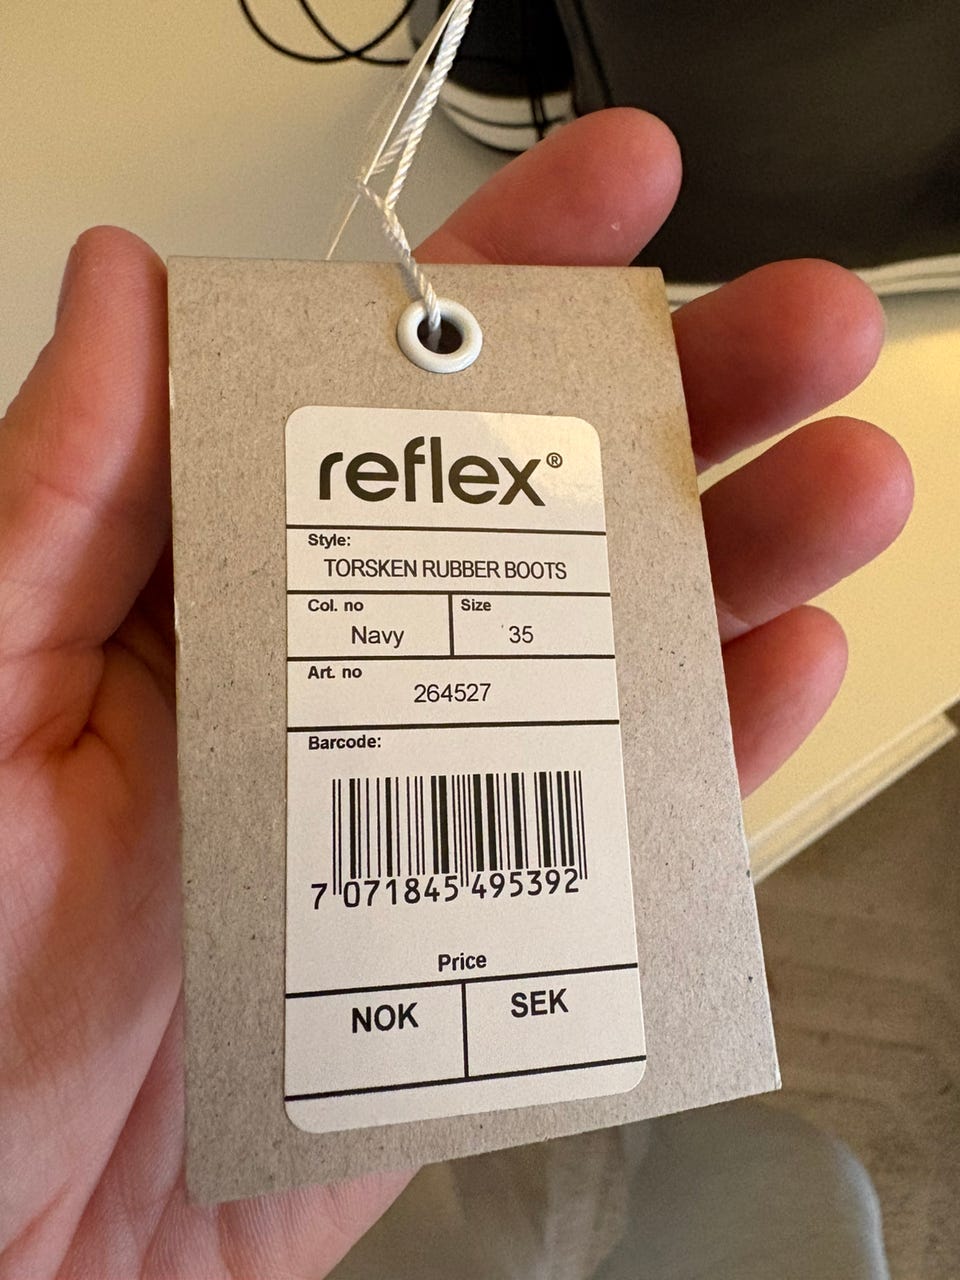 reflex®
Style:
TORSKEN RUBBER BOOTS
Col. no Size
Navy 35
Art. no
264527
Barcode:
7 071845 495392
Price
NOK SEK